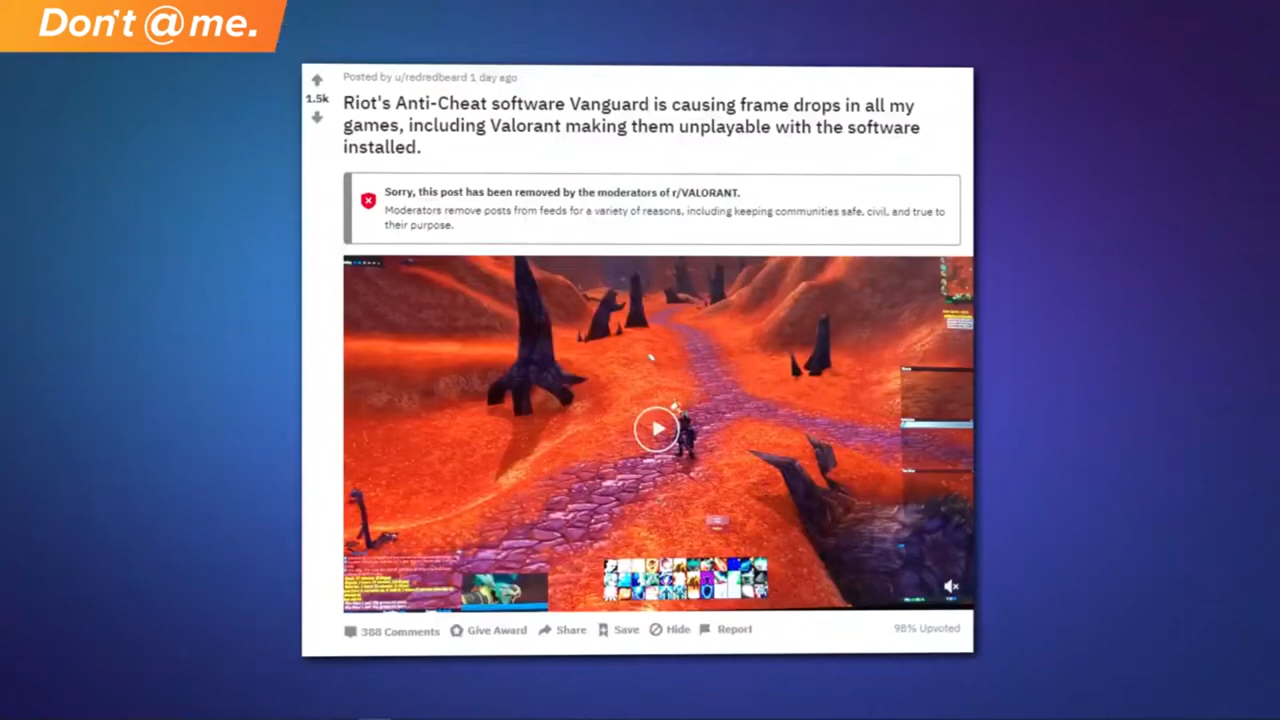 Don't @me.
Posted by u/redredbeard 1 day ago
1.5k
Riot's Anti-Cheat software Vanguard is causing frame drops in all my
games, including Valorant making them unplayable with the software
installed.
Sorry, this post has been removed by the moderators of r/VALORANT.
Moderators remove posts from feeds for a variety of reasons, including keeping communities safe, civil, and true to
their purpose.
388 Comments Give Award Share Save Hide Report 98% Upvoted